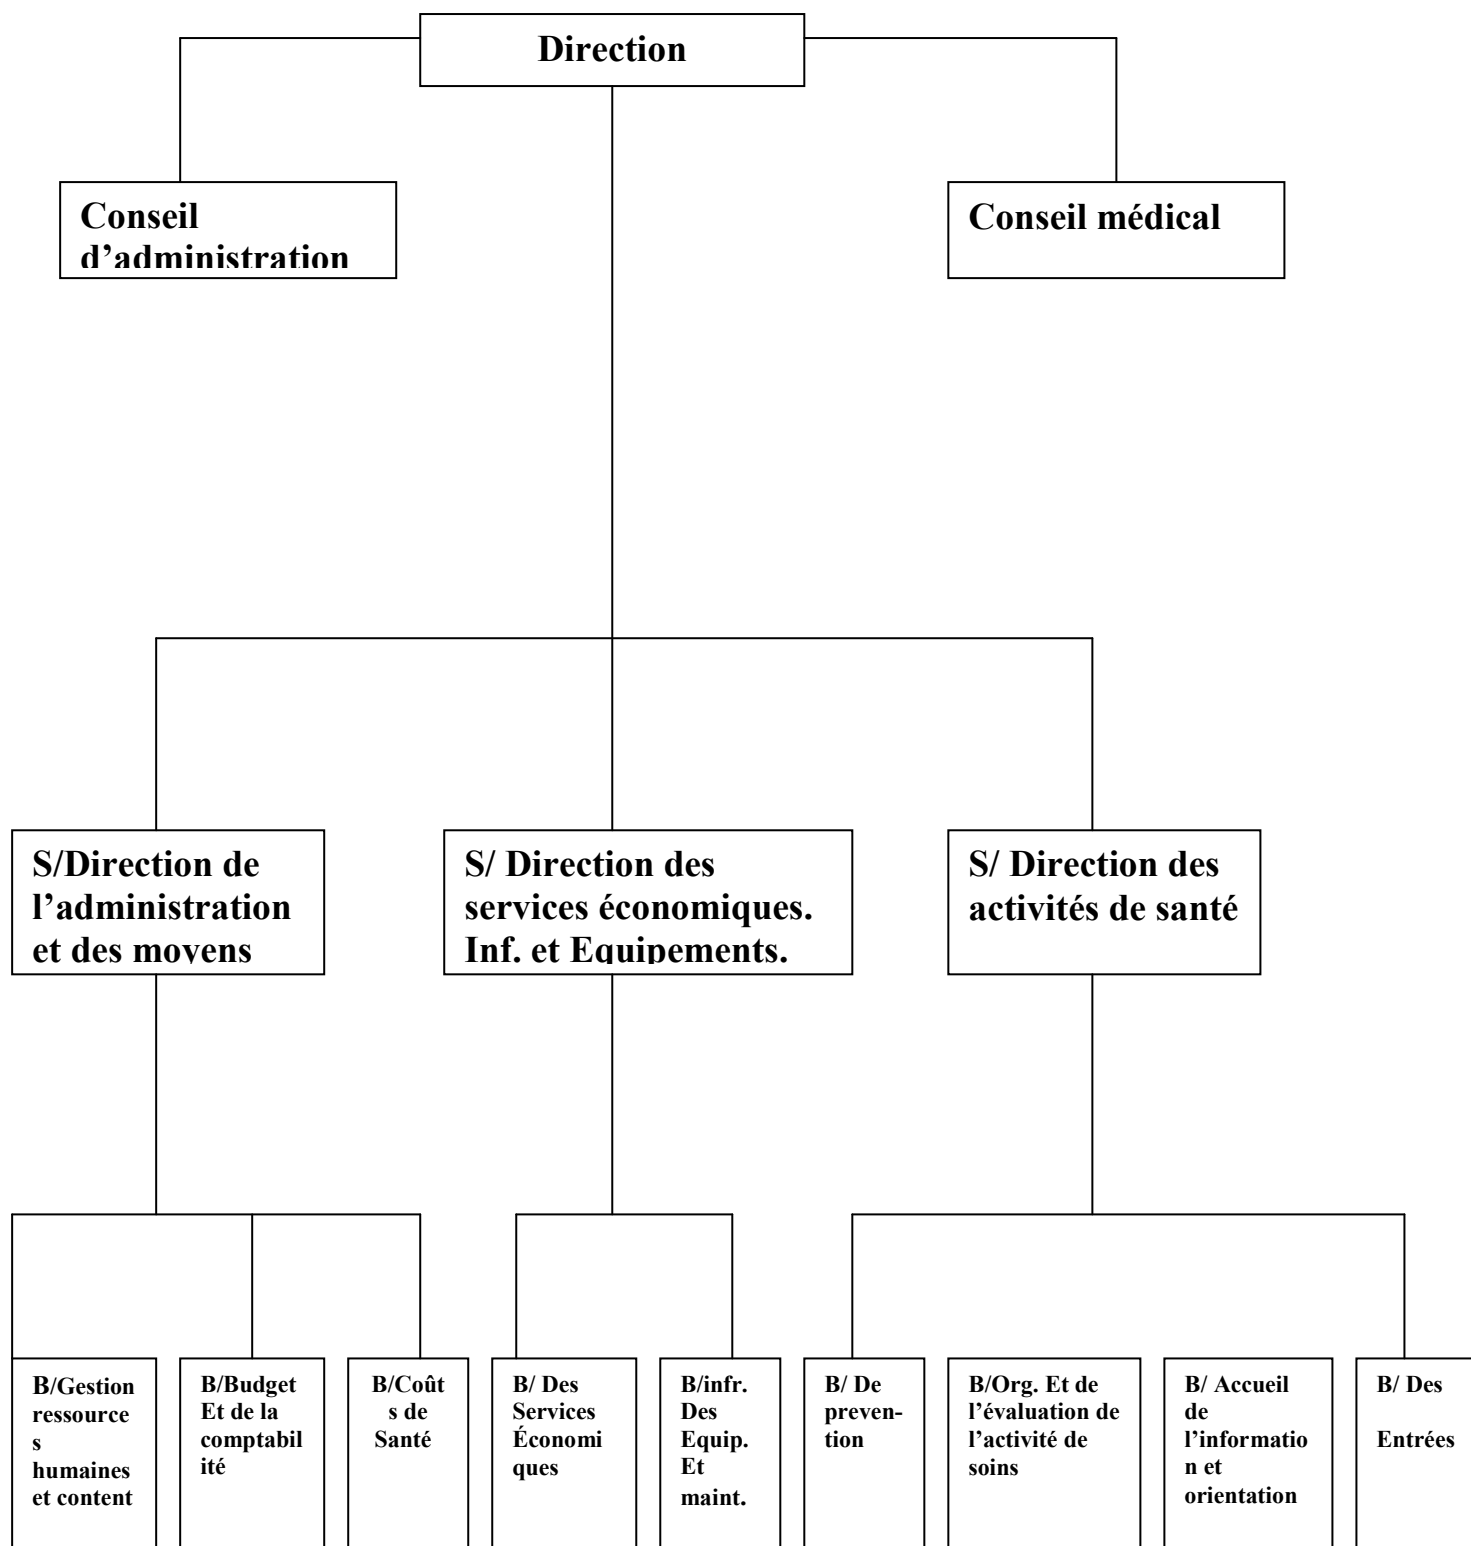 Direction
Conseil
d’administration
Conseil médical
S/Direction de
l’administration
et des moyens
S/ Direction des
services économiques.
Inf. et Equipements.
S/ Direction des
activités de santé
B/Gestion
ressource
s
humaines
et content
B/Budget
Et de la
comptabil
ité
B/Coût
s de
Santé
B/ Des
Services
Économi
ques
B/infr.
Des
Equip.
Et
maint.
B/ De
preven-
tion
B/Org. Et de
l’évaluation de
l’activité de
soins
B/ Accueil
de
l’informatio
n et
orientation
B/ Des
Entrées